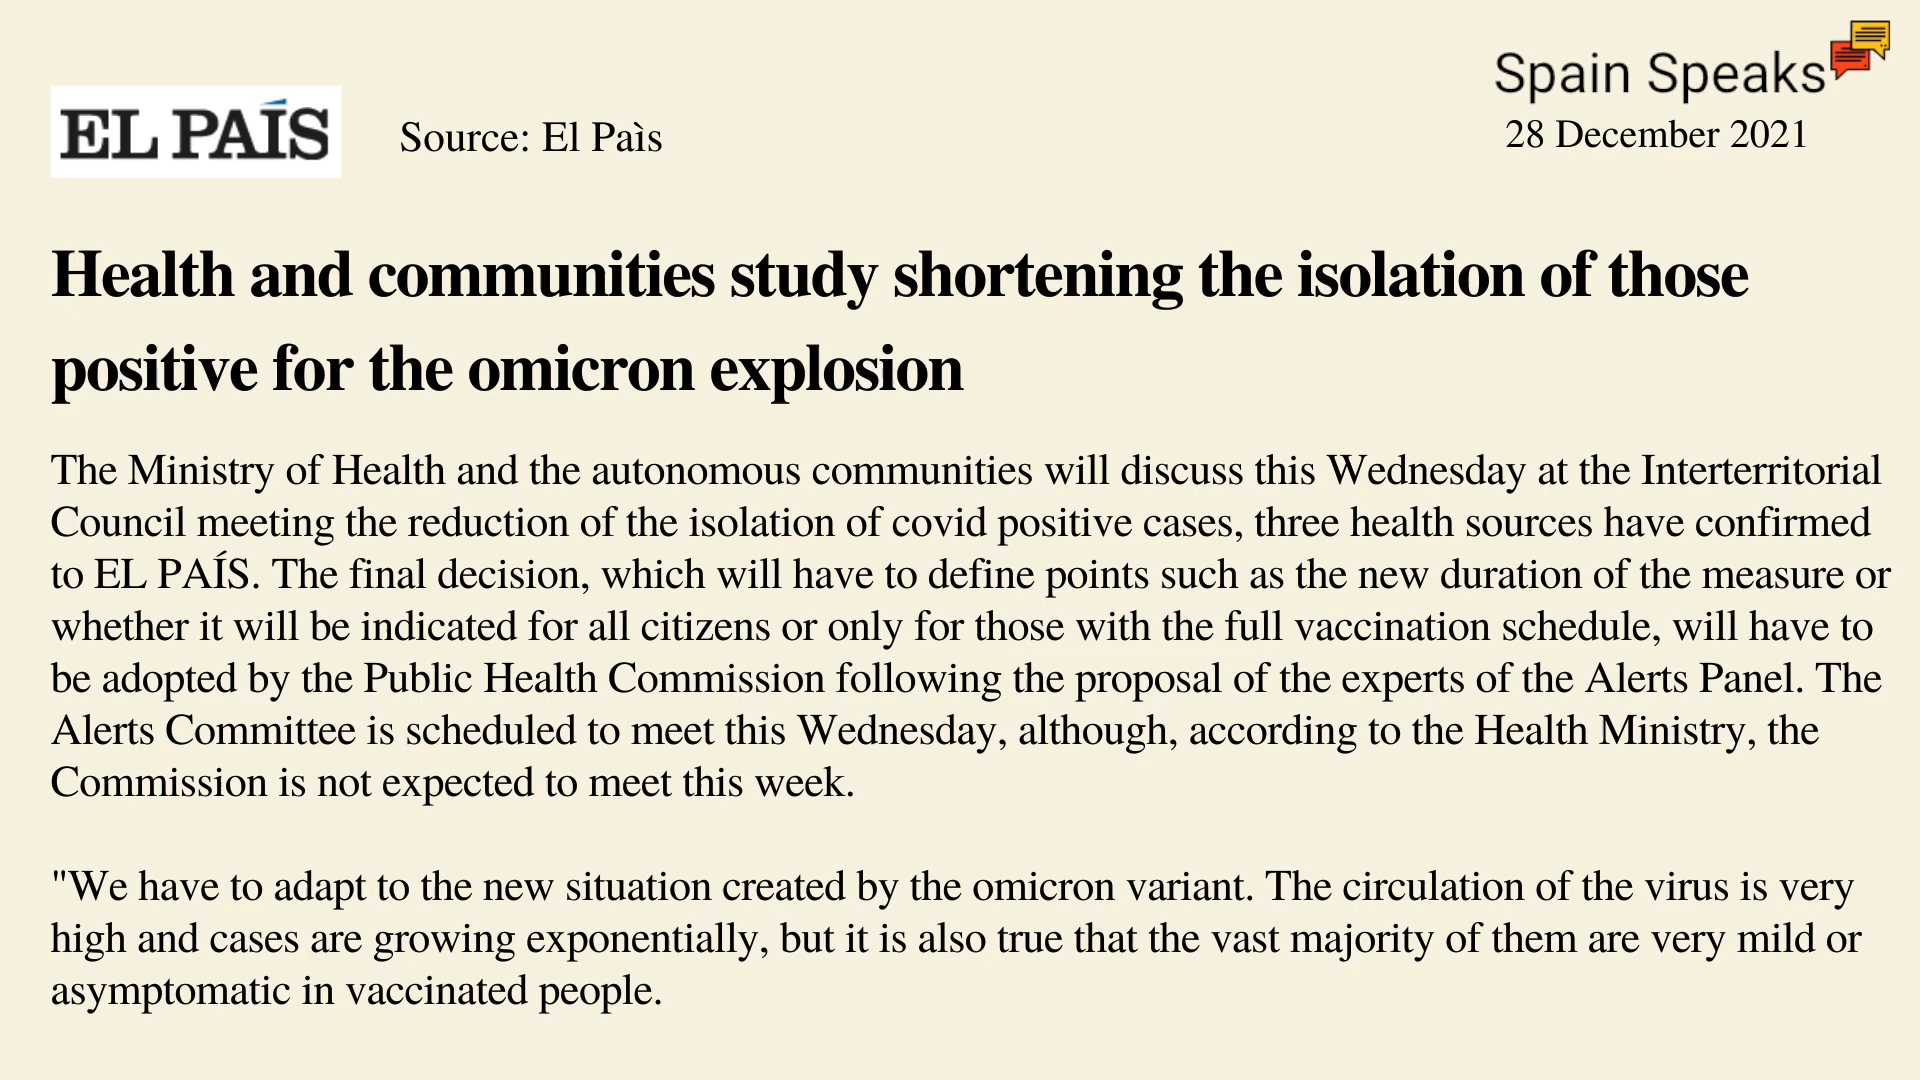 Spain Speaks
28 December 2021
EL PAÍS
Source: El Paìs
Health and communities study shortening the isolation of those
positive for the omicron explosion
The Ministry of Health and the autonomous communities will discuss this Wednesday at the Interterritorial
Council meeting the reduction of the isolation of covid positive cases, three health sources have confirmed
to EL PAÍS. The final decision, which will have to define points such as the new duration of the measure or
whether it will be indicated for all citizens or only for those with the full vaccination schedule, will have to
be adopted by the Public Health Commission following the proposal of the experts of the Alerts Panel. The
Alerts Committee is scheduled to meet this Wednesday, although, according to the Health Ministry, the
Commission is not expected to meet this week.
"We have to adapt to the new situation created by the omicron variant. The circulation of the virus is very
high and cases are growing exponentially, but it is also true that the vast majority of them are very mild or
asymptomatic in vaccinated people.